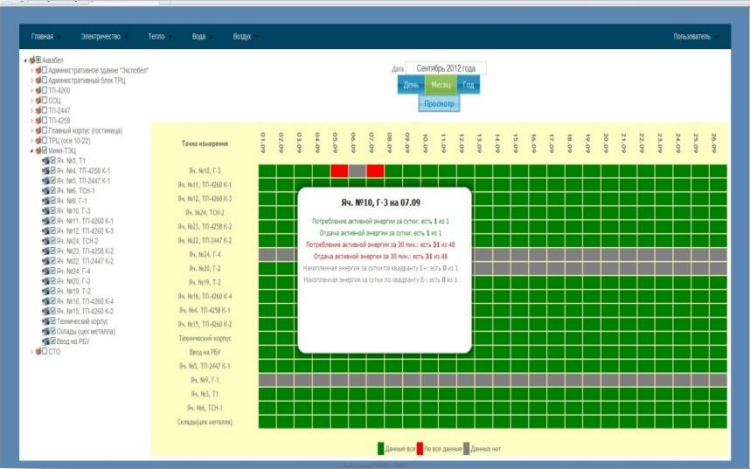 Главная
Электричество
Тепло
Вода
Воздух
Пользователь
Аквабел
Административное здание "Экспобел"
Административный блок ТРЦ
ТП-4260
СОЦ
ТП-2447
ТП-4258
Главный корпус (гостиница)
ТРЦ (оси 10-22)
Мини-ТЭЦ
Яч. №3, Т1
Яч. №4, ТП-4258 К-1
Яч. №5, ТП-2447 К-1
Яч. №6, ТСН-1
Яч. №9, Г-1
Яч. №10, Г-3
Яч. №11, ТП-4260 К-1
Яч. №12, ТП-4260 К-3
Яч. №24, ТСН-2
Яч. №23, ТП-4258 К-2
Яч. №22, ТП-2447 К-2
Яч. №24, Г-4
Яч. №20, Г-2
Яч. №19, Т-2
Яч. №16, ТП-4260 К-4
Яч. №15, ТП-4260 К-2
Технический корпус
Склады (цех металла)
Ввод на РБУ
СТО
Дата Сентябрь 2012 года
День Месяц Год
Просмотр
Точка измерения 01.09 02.09 03.09 04.09 05.09 06.09 07.09 08.09 09.09 10.09 11.09 12.09 13.09 14.09 15.09 16.09 17.09 18.09 19.09 20.09 21.09 22.09 23.09 24.09 25.09 26.09
Яч. №10, Г-3
Яч. №11, ТП-4260 К-1
Яч. №12, ТП-4260 К-3
Яч. №24, ТСН-2
Яч. №23, ТП-4258 К-2
Яч. №22, ТП-2447 К-2
Яч. №24, Г-4
Яч. №20, Г-2
Яч. №19, Т-2
Яч. №16, ТП-4260 К-4
Яч. №4, ТП-4258 К-1
Яч. №15, ТП-4260 К-2
Технический корпус
Ввод на РБУ
Яч. №5, ТП-2447 К-1
Яч. №9, Г-1
Яч. №3, Т1
Яч. №6, ТСН-1
Склады(цех металла)
Яч. №10, Г-3 на 07.09
Потребление активной энергии за сутки: есть 1 из 1
Отдача активной энергии за сутки: есть 1 из 1
Потребление активной энергии за 30 мин.: есть 31 из 48
Отдача активной энергии за 30 мин.: есть 31 из 48
Накопленная энергия за сутки по квадранту E+: есть 0 из 1
Накопленная энергия за сутки по квадранту E-: есть 0 из 1
Данные все Не все данные Данных нет